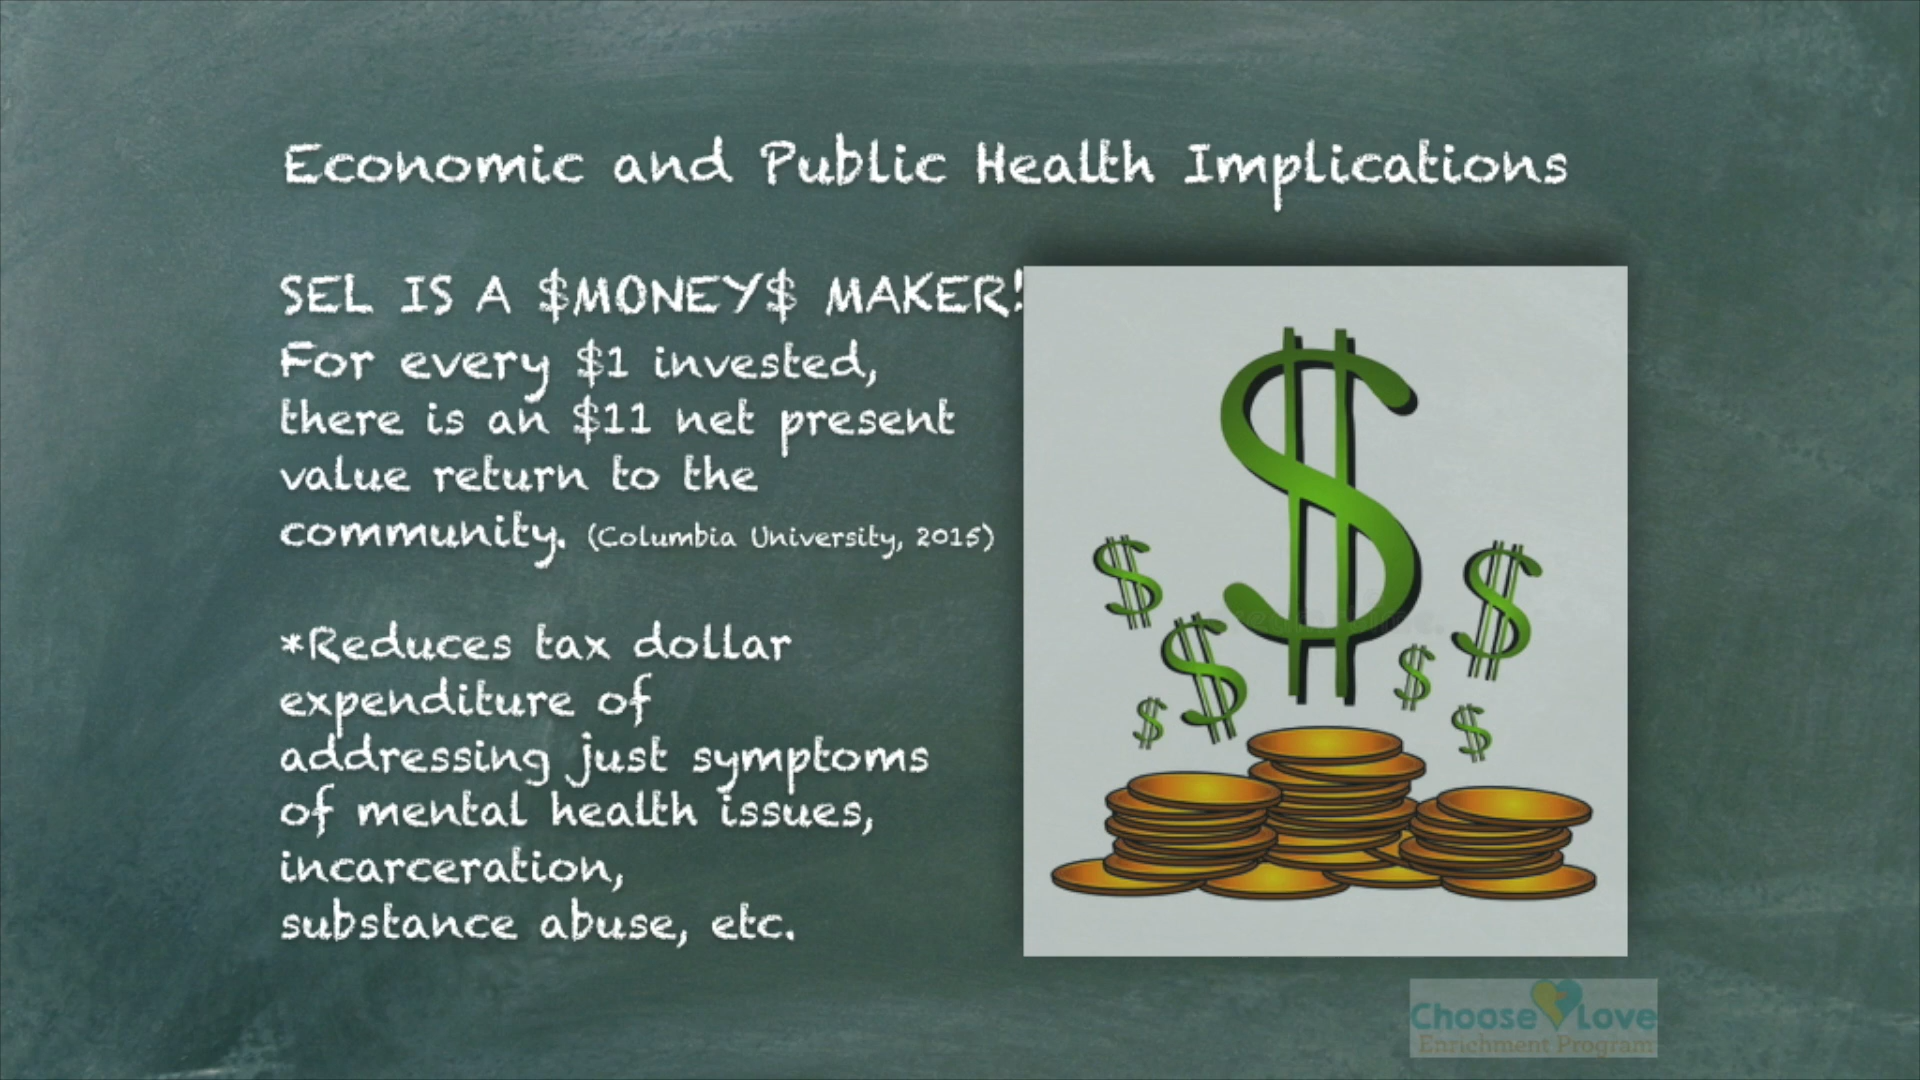 Economic and Public Health Implications
SEL IS A $MONEY$ MAKER!
For every $1 invested,
there is an $11 net present
value return to the
community. (Columbia University, 2015)
*Reduces tax dollar
expenditure of
addressing just symptoms
of mental health issues,
incarceration,
substance abuse, etc.
Choose Love
Enrichment Program